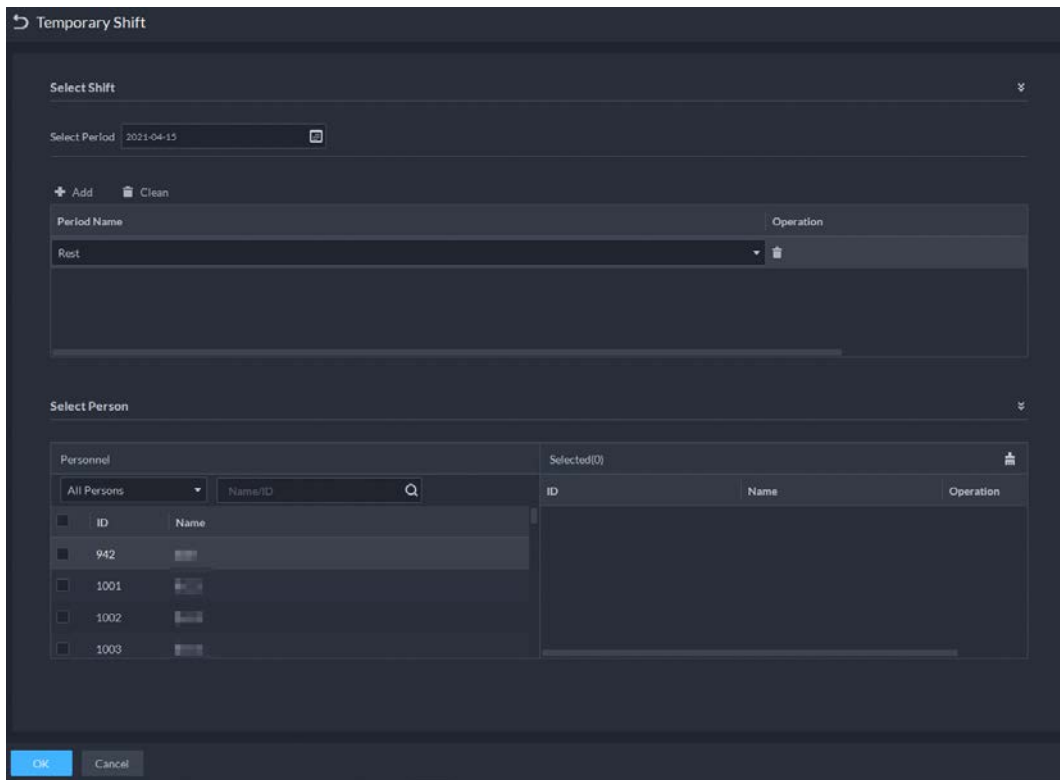 Temporary Shift
Select Shift
Select Period 2021-04-15
Add Clean
Period Name Operation
Rest
Select Person
Personnel Selected(0)
All Persons Name/ID
ID Name Operation
ID Name
942
1001
1002
1003
OK Cancel